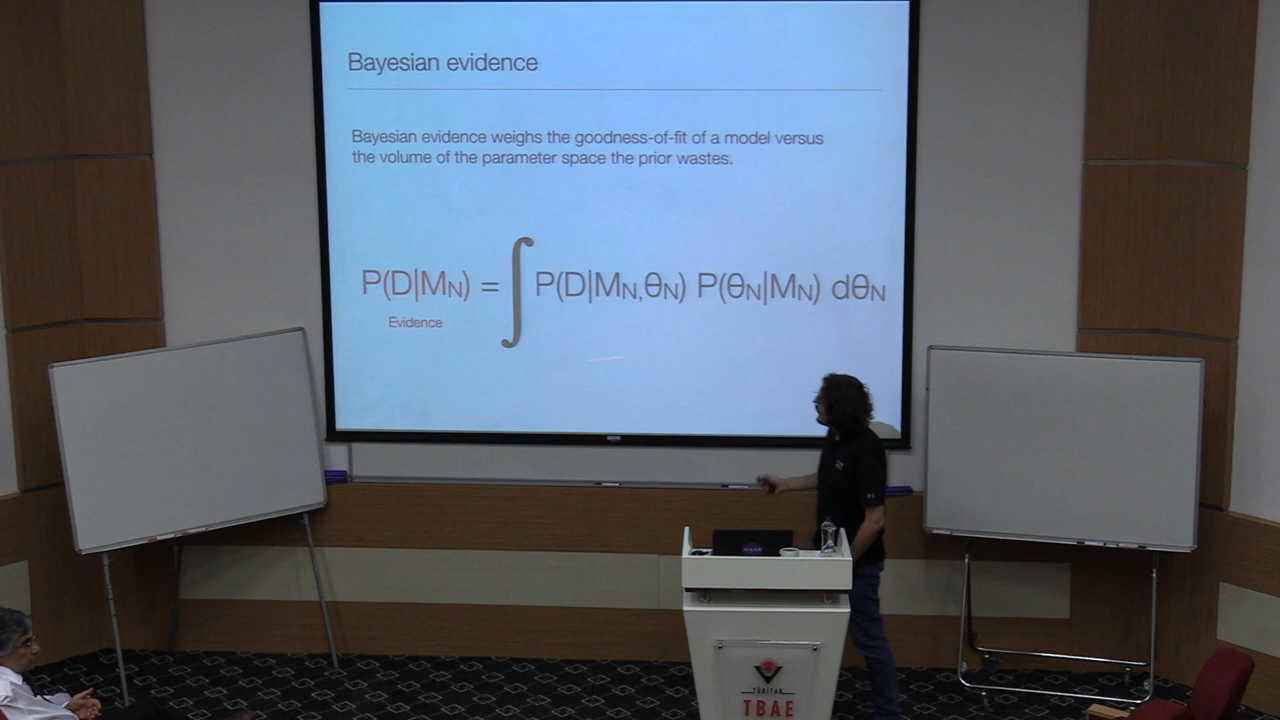 Bayesian evidence
Bayesian evidence weighs the goodness-of-fit of a model versus
the volume of the parameter space the prior wastes.
P(D|MN) = ∫ P(D|MN,θN) P(θN|MN) dθN
Evidence
NASA
TÜBİTAK
TBAE